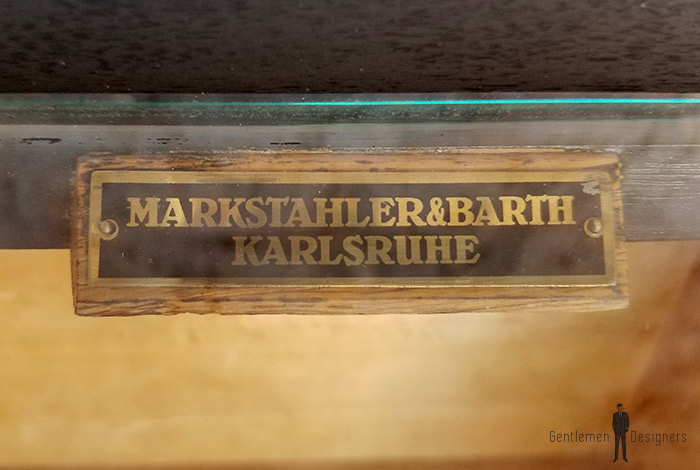 MARKSTAHLER&BARTH
KARLSRUHE
Gentlemen Designers